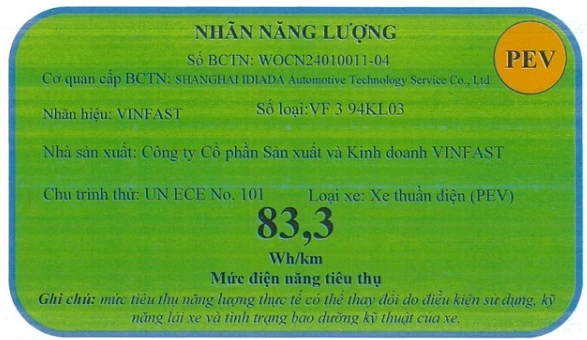 NHÃN NĂNG LƯỢNG
PEV
Số BCTN: WOCN24010011-04
Cơ quan cấp BCTN: SHANGHAI IDIADA Automotive Technology Service Co., Ltd
Nhãn hiệu: VINFAST Số loại:VF 3 94KL03
Nhà sản xuất: Công ty Cổ phần Sản xuất và Kinh doanh VINFAST
Chu trình thử: UN ECE No. 101 Loại xe: Xe thuần điện (PEV)
83,3
Wh/km
Mức điện năng tiêu thụ
Ghi chú: mức tiêu thụ năng lượng thực tế có thể thay đổi do điều kiện sử dụng, kỹ
năng lái xe và tình trạng bảo dưỡng kỹ thuật của xe.